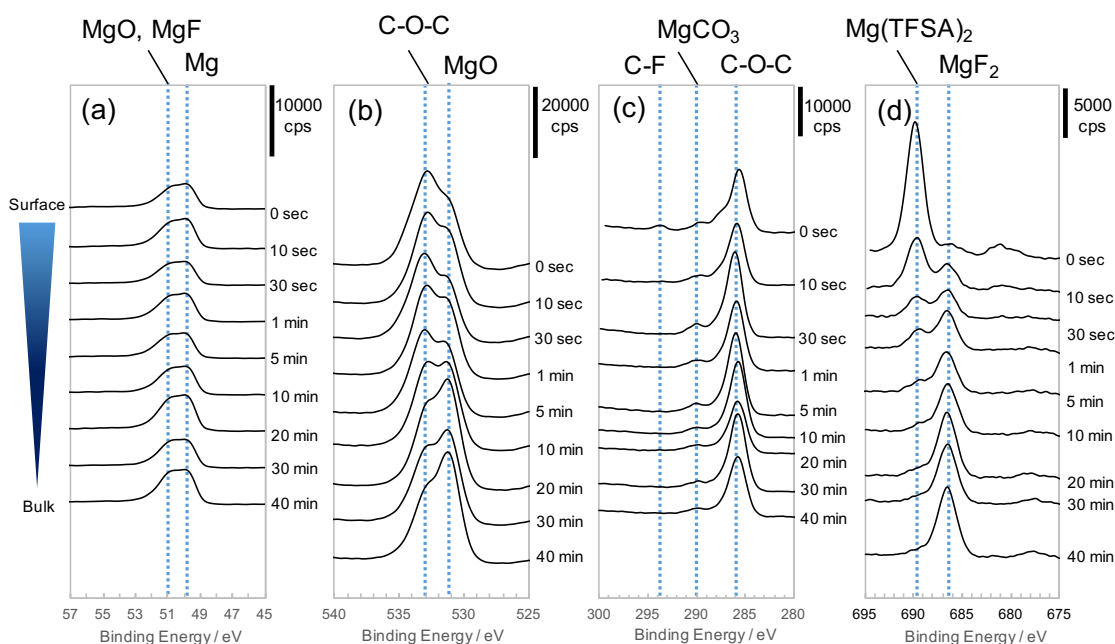 MgO, MgF
Mg
C-O-C
MgO
MgCO3
C-F
C-O-C
Mg(TFSA)2
MgF2
(a)
10000
cps
(b)
20000
cps
(c)
10000
cps
(d)
5000
cps
Surface
Bulk
0 sec
10 sec
30 sec
1 min
5 min
10 min
20 min
30 min
40 min
0 sec
10 sec
30 sec
1 min
5 min
10 min
20 min
30 min
40 min
0 sec
10 sec
30 sec
1 min
5 min
10 min
20 min
30 min
40 min
0 sec
10 sec
30 sec
1 min
5 min
10 min
20 min
30 min
40 min
57 55 53 51 49 47 45
Binding Energy / eV
540 535 530 525
Binding Energy / eV
300 295 290 285 280
Binding Energy / eV
695 690 685 680 675
Binding Energy / eV